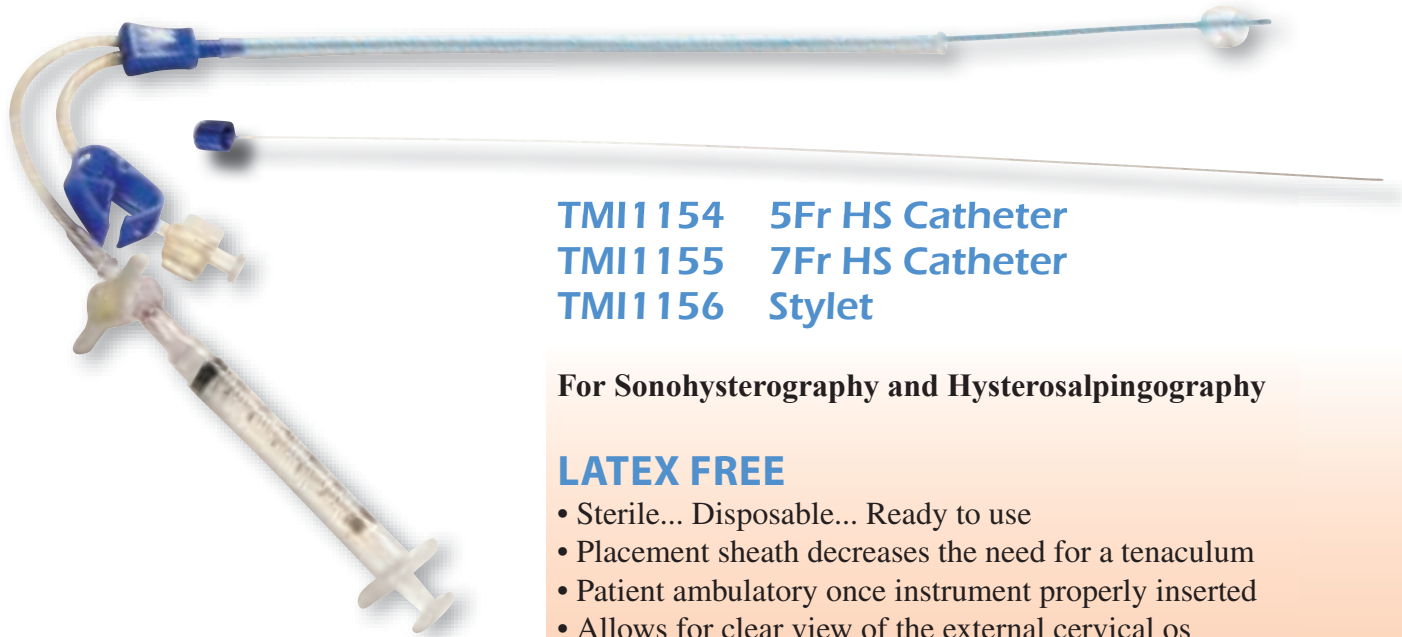 TMI1154 5Fr HS Catheter
TMI1155 7Fr HS Catheter
TMI1156 Stylet
For Sonohysterography and Hysterosalpingography
LATEX FREE
• Sterile... Disposable... Ready to use
• Placement sheath decreases the need for a tenaculum
• Patient ambulatory once instrument properly inserted
• Allows for clear view of the external cervical os